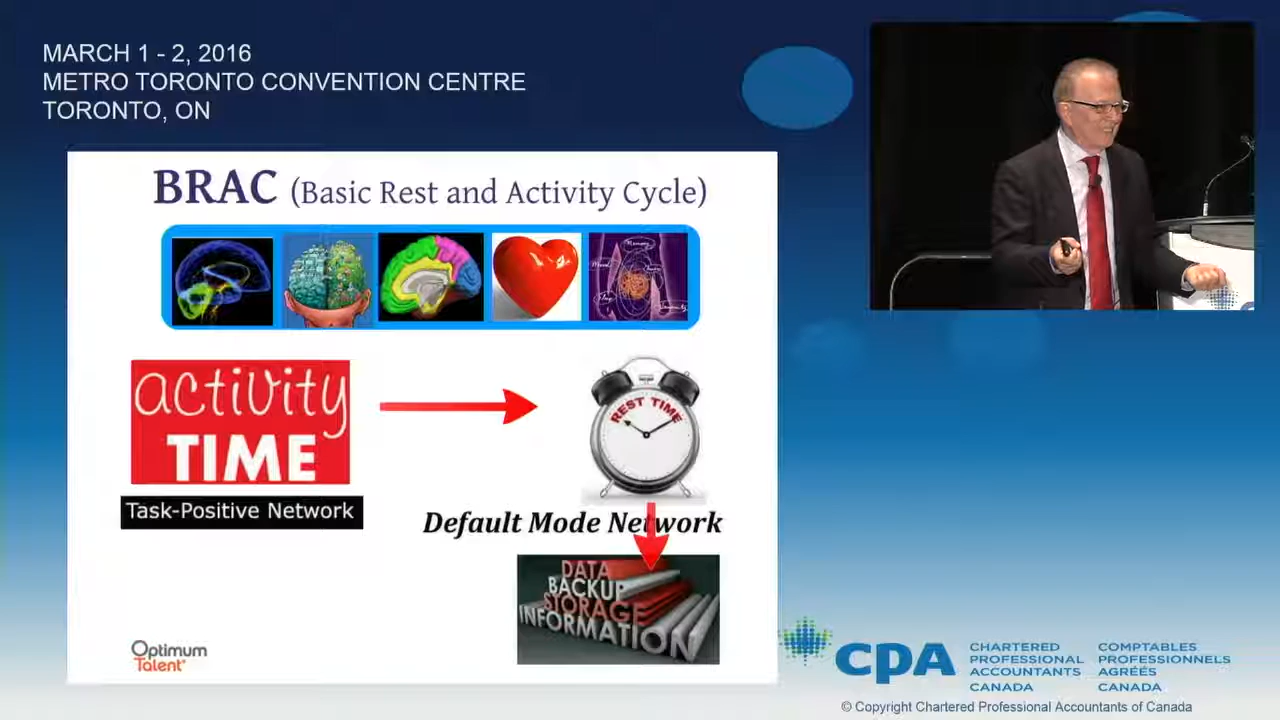 MARCH 1 - 2, 2016
METRO TORONTO CONVENTION CENTRE
TORONTO, ON
BRAC (Basic Rest and Activity Cycle)
Memory
activity
TIME
REST TIME
Task-Positive Network
Default Mode Network
DATA
BACKUP
STORAGE
INFORMATION
Optimum
Talent
CPA
CHARTERED
PROFESSIONAL
ACCOUNTANTS
CANADA
COMPTABLES
PROFESSIONNELS
AGRÉÉS
CANADA
© Copyright Chartered Professional Accountants of Canada